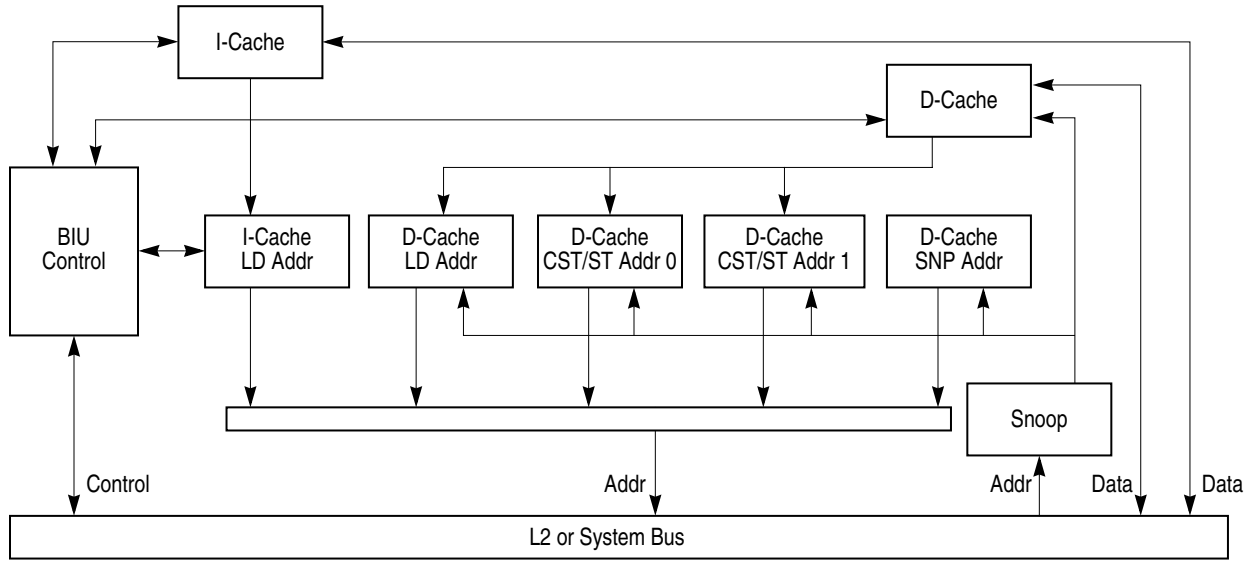 I-Cache
D-Cache
BIU
Control
I-Cache
LD Addr
D-Cache
LD Addr
D-Cache
CST/ST Addr 0
D-Cache
CST/ST Addr 1
D-Cache
SNP Addr
Snoop
Control
Addr
Addr
Data
Data
L2 or System Bus